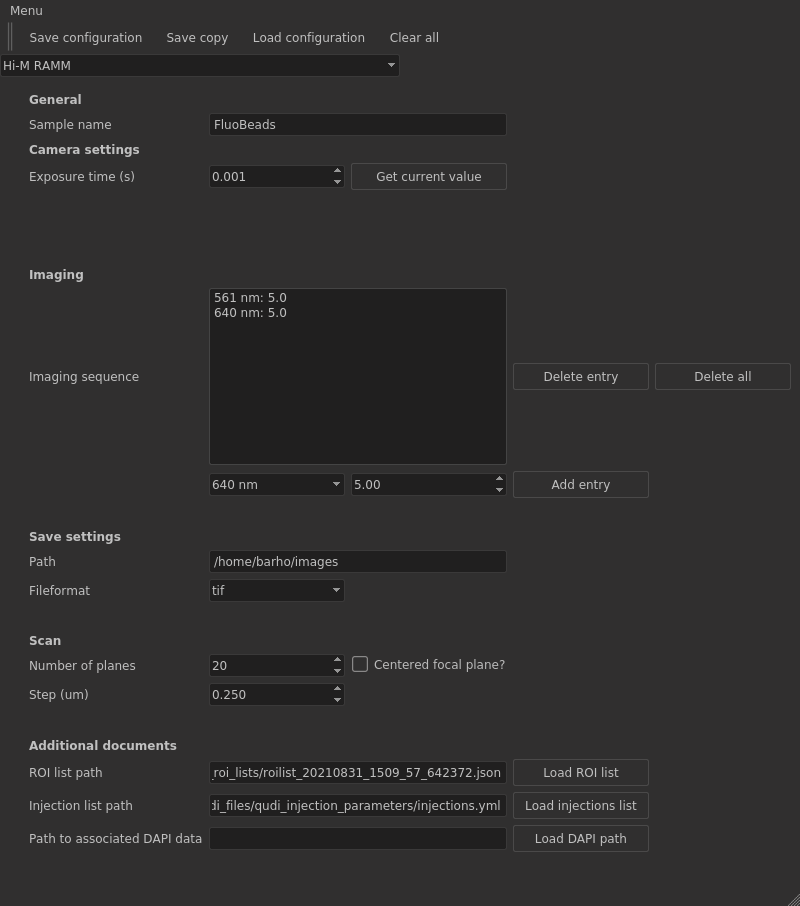 Menu
Save configuration Save copy Load configuration Clear all
Hi-M RAMM
General
Sample name FluoBeads
Camera settings
Exposure time (s) 0.001 Get current value
Imaging
561 nm: 5.0
640 nm: 5.0
Imaging sequence Delete entry Delete all
640 nm 5.00 Add entry
Save settings
Path /home/barho/images
Fileformat tif
Scan
Number of planes 20 Centered focal plane?
Step (um) 0.250
Additional documents
ROI list path _roi_lists/roilist_20210831_1509_57_642372.json Load ROI list
Injection list path di_files/qudi_injection_parameters/injections.yml Load injections list
Path to associated DAPI data Load DAPI path